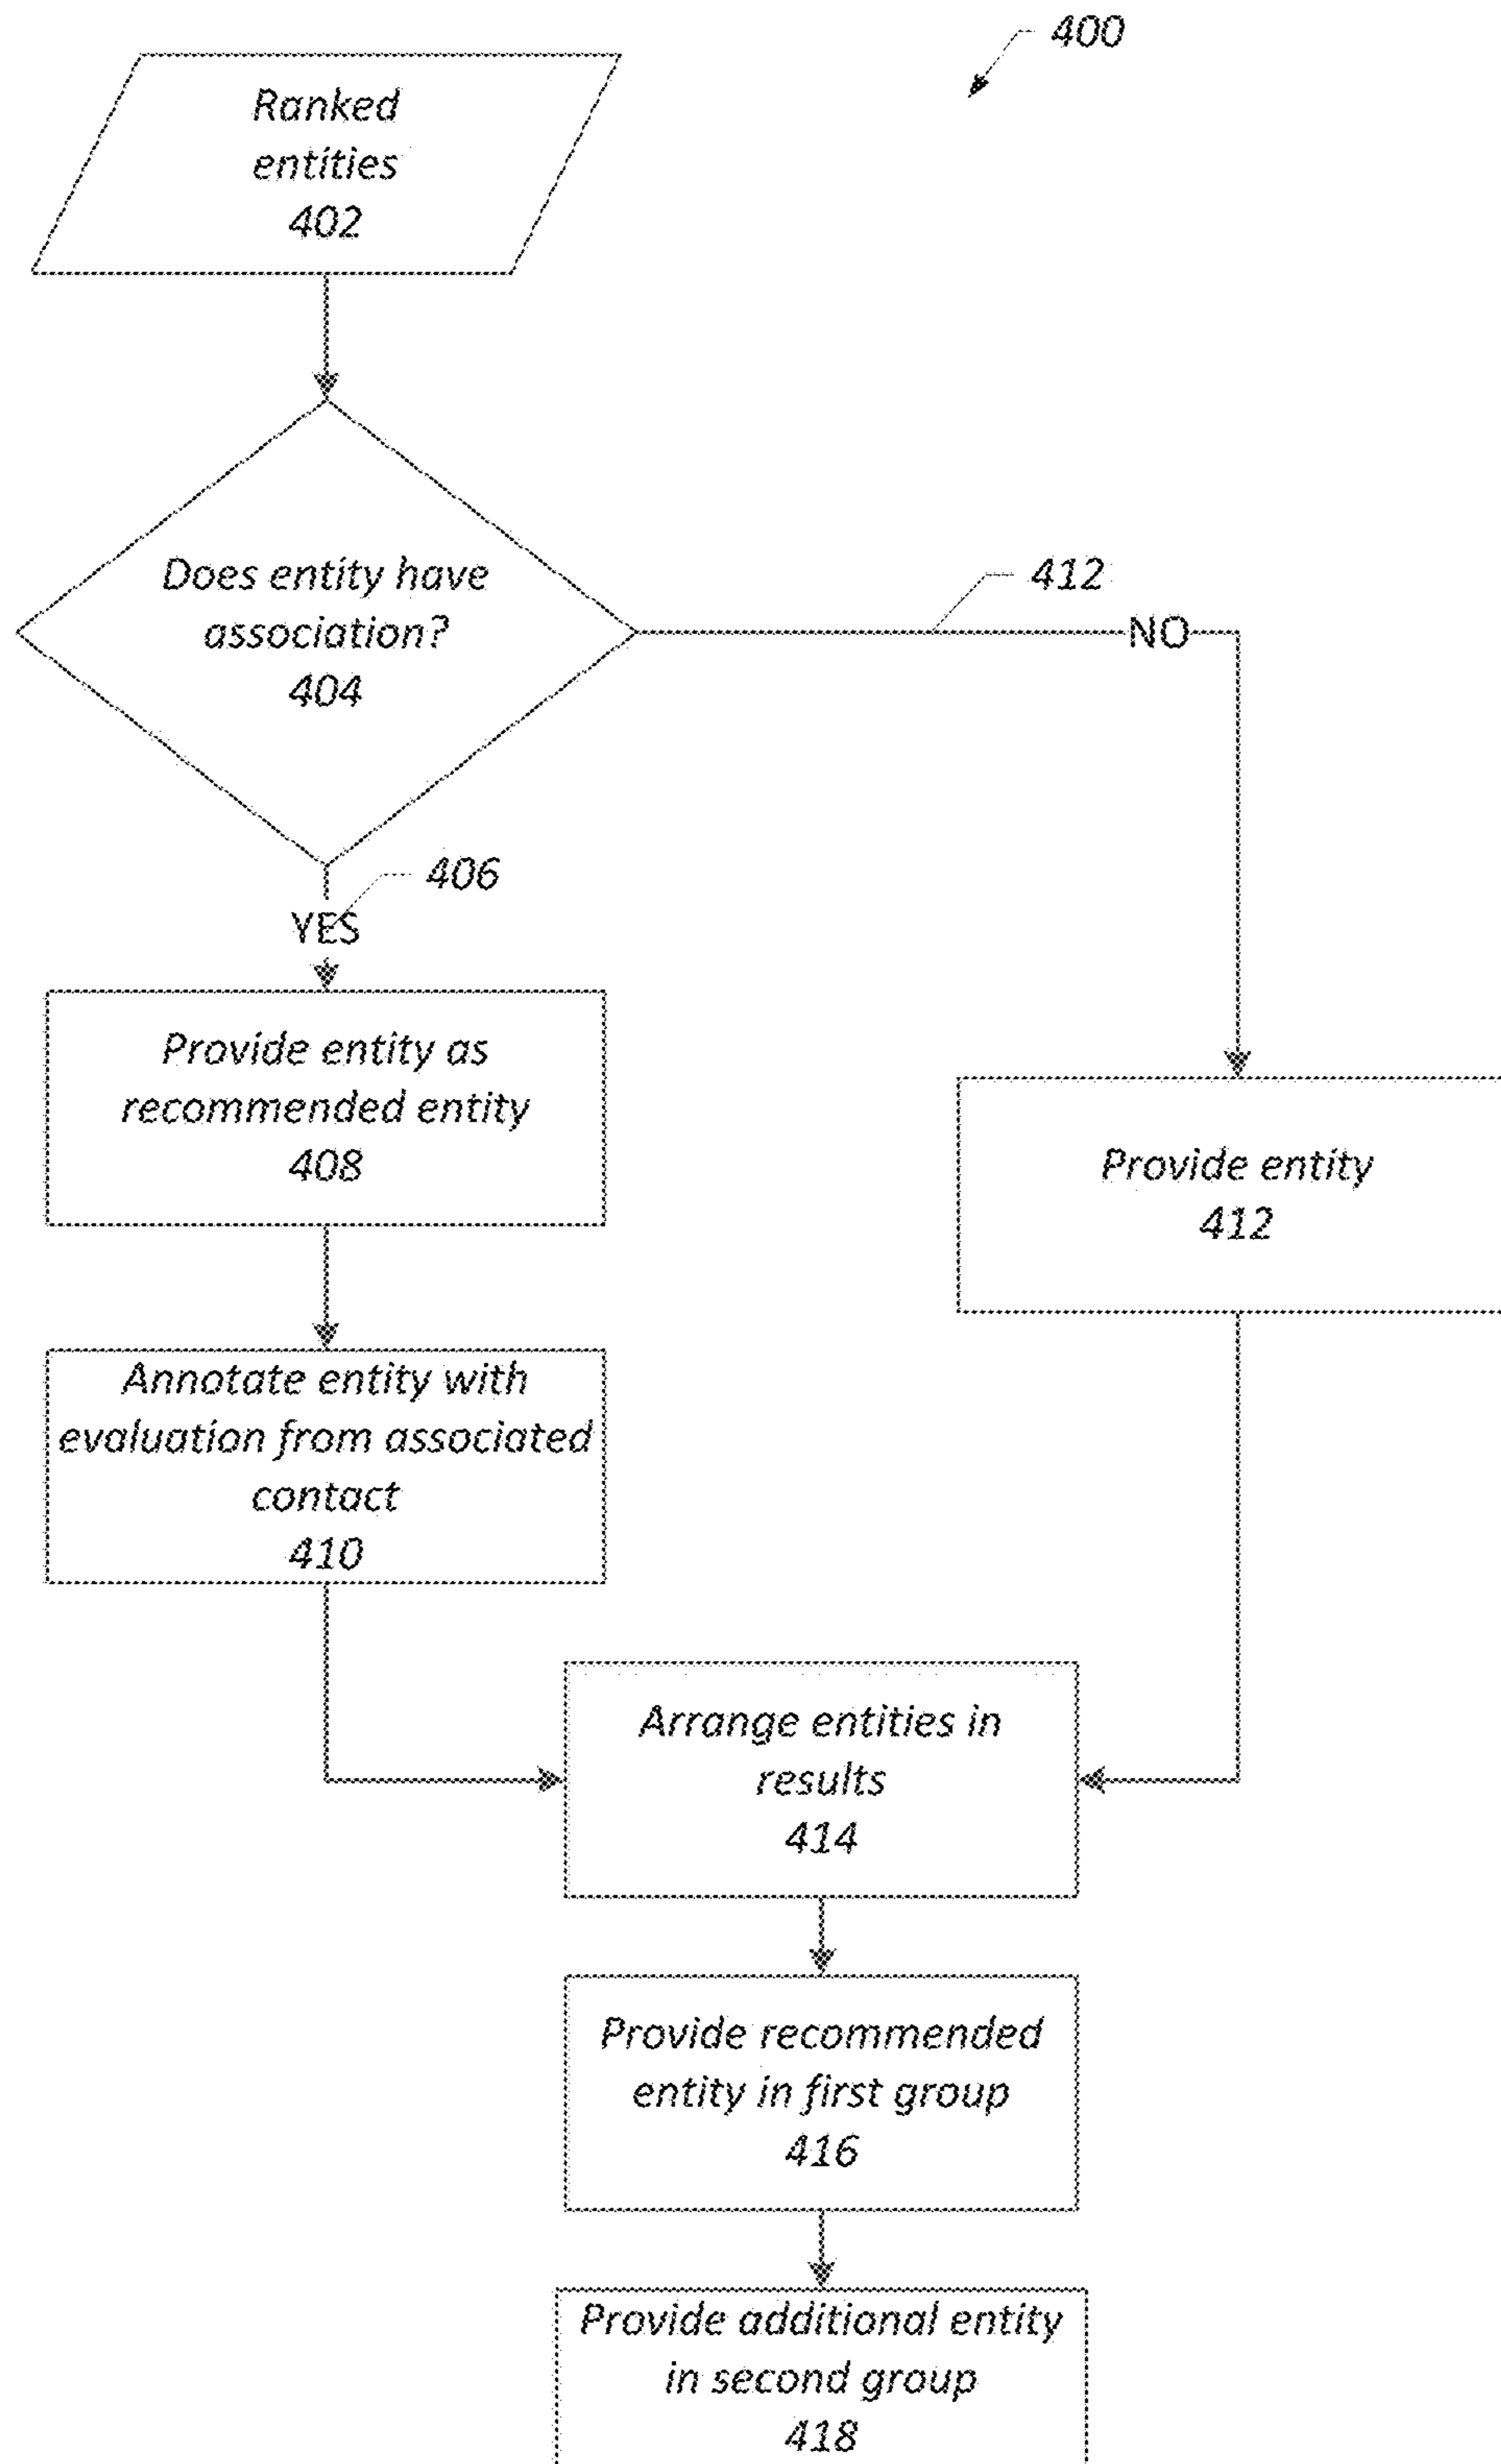 400
Ranked
entities
402
Does entity have
association?
404
412
NO
406
YES
Provide entity as
recommended entity
408
Provide entity
412
Annotate entity with
evaluation from associated
contact
410
Arrange entities in
results
414
Provide recommended
entity in first group
416
Provide additional entity
in second group
418